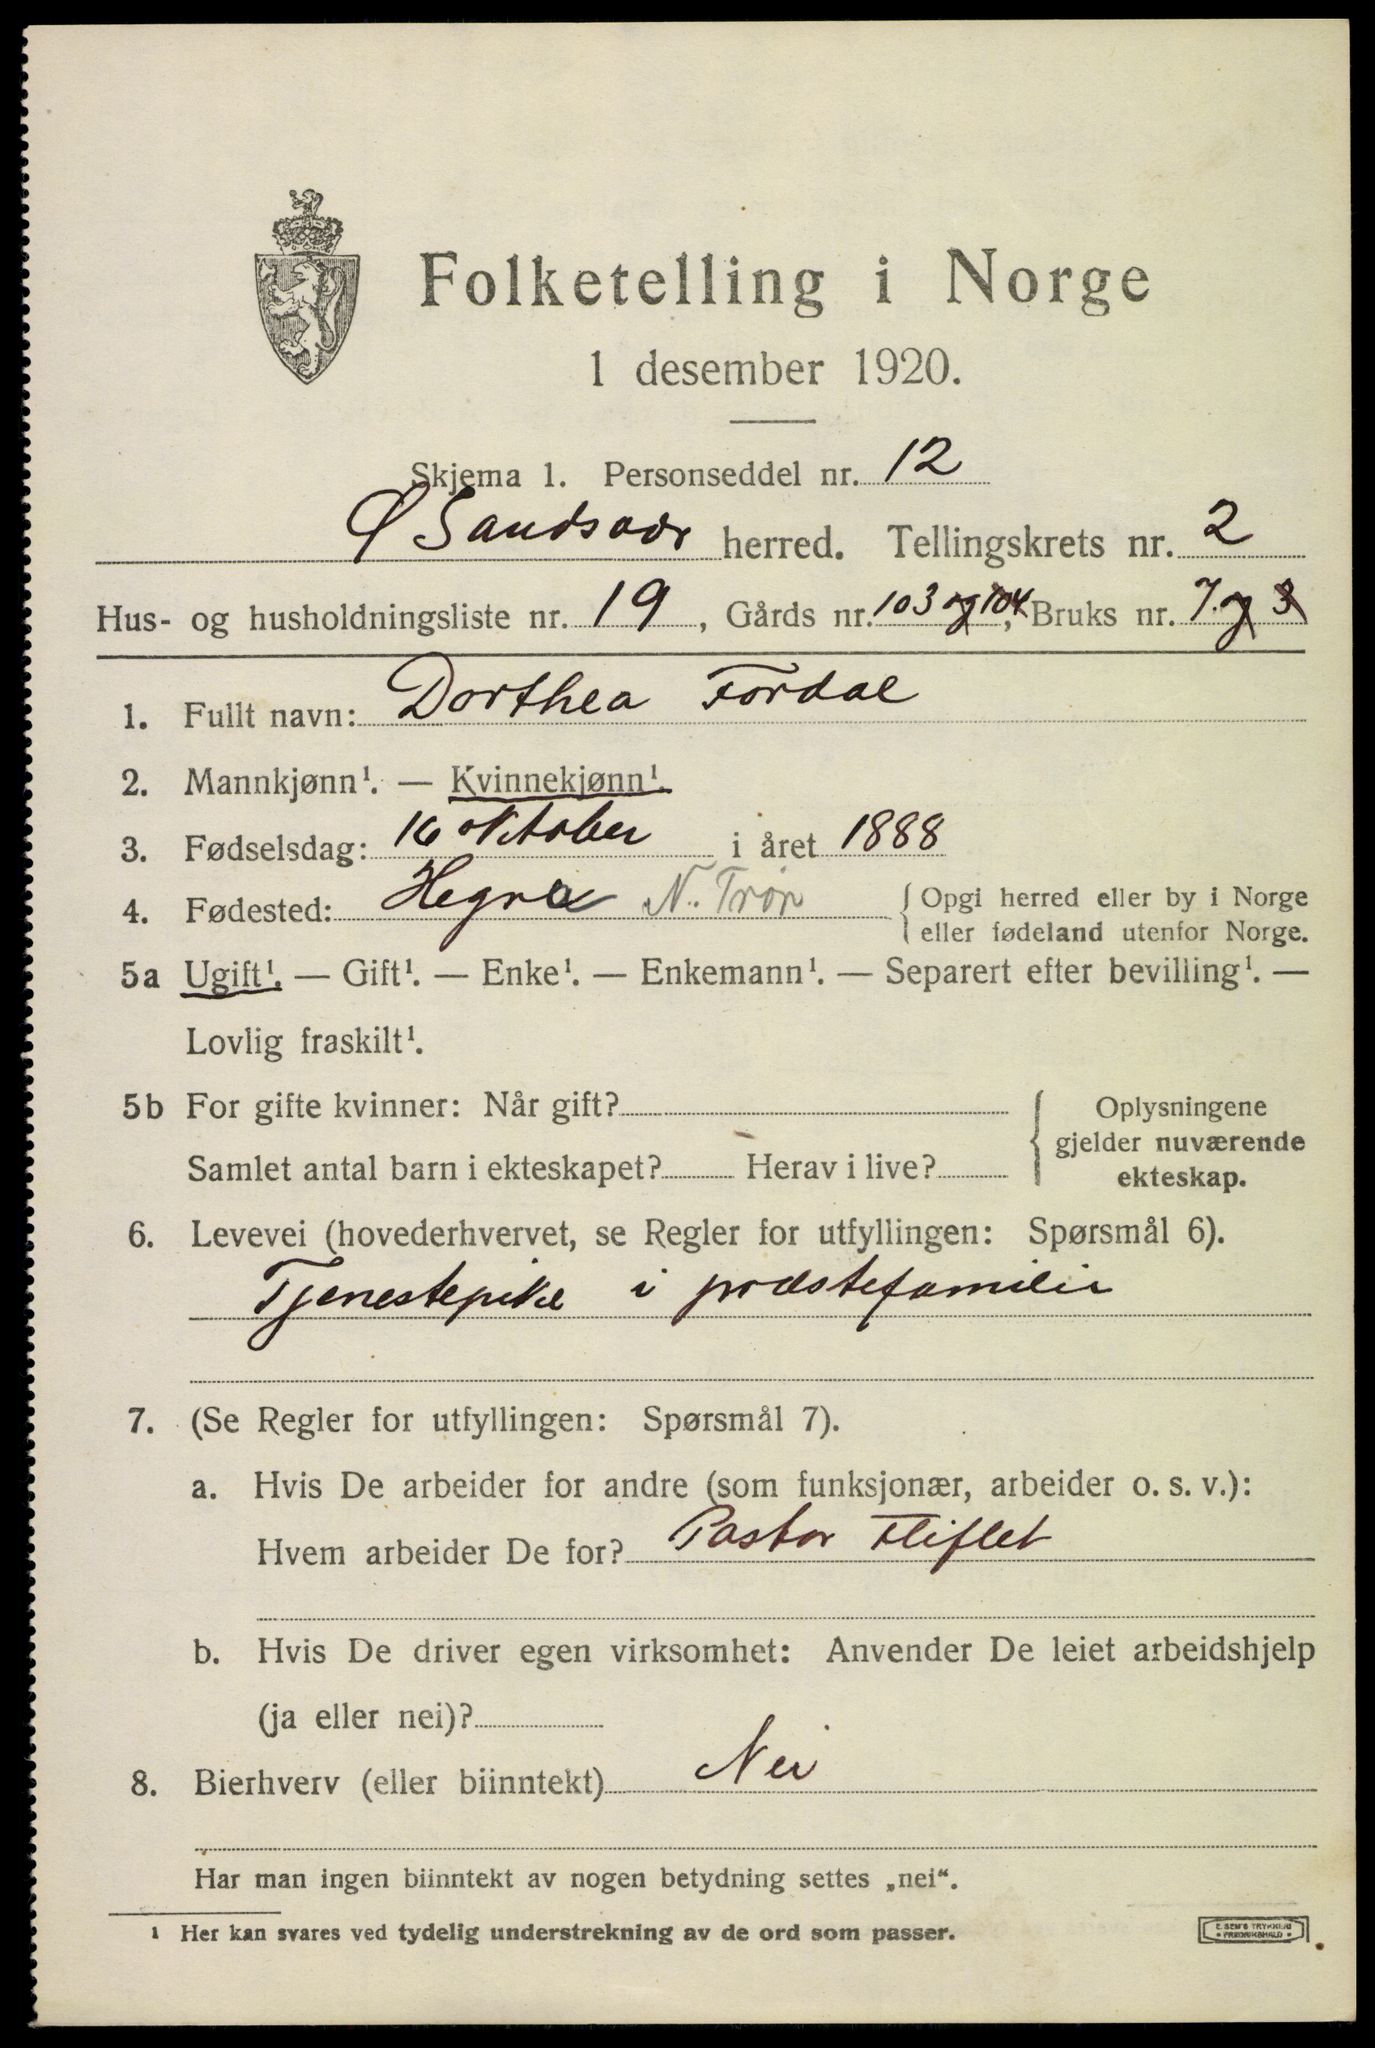 Folketelling i Norge
1 desember 1920.
Skjema 1. Personseddel nr. 12
Ø Sandsvær herred. Tellingskrets nr. 2
Hus- og husholdningsliste nr. 19, Gårds nr. 103 og 104, Bruks nr. 7. og 3
1. Fullt navn: Dorthea Fordal
2. Mannkjønn¹. — Kvinnekjønn¹.
3. Fødselsdag: 16 oktober i året 1888
4. Fødested: Hegra N. Trøn { Opgi herred eller by i Norge
eller fødeland utenfor Norge.
5a Ugift¹. — Gift¹. — Enke¹. — Enkemann¹. — Separert efter bevilling¹. —
Lovlig fraskilt¹.
5b For gifte kvinner: Når gift?
Samlet antal barn i ekteskapet? Herav i live?
Oplysningene
gjelder nuværende
ekteskap.
6. Levevei (hovederhvervet, se Regler for utfyllingen: Spørsmål 6).
Tjenestepike i præstefamilie
7. (Se Regler for utfyllingen: Spørsmål 7).
a. Hvis De arbeider for andre (som funksjonær, arbeider o. s. v.):
Hvem arbeider De for? Pastor Fliflet
b. Hvis De driver egen virksomhet: Anvender De leiet arbeidshjelp
(ja eller nei)?
8. Bierhverv (eller biinntekt) Nei
Har man ingen biinntekt av nogen betydning settes „nei“.
¹ Her kan svares ved tydelig understrekning av de ord som passer.
E. SEM'S TRYKKERI
• FREDRIKSHALD •